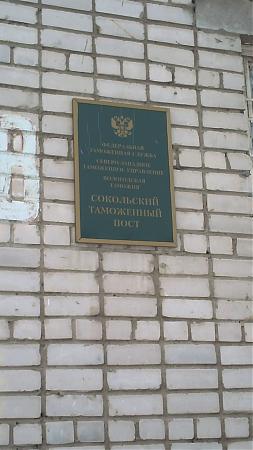 ФЕДЕРАЛЬНАЯ
ТАМОЖЕННАЯ СЛУЖБА
СЕВЕРО-ЗАПАДНОЕ
ТАМОЖЕННОЕ УПРАВЛЕНИЕ
ВОЛОГОДСКАЯ
ТАМОЖНЯ
СОКОЛЬСКИЙ
ТАМОЖЕННЫЙ
ПОСТ